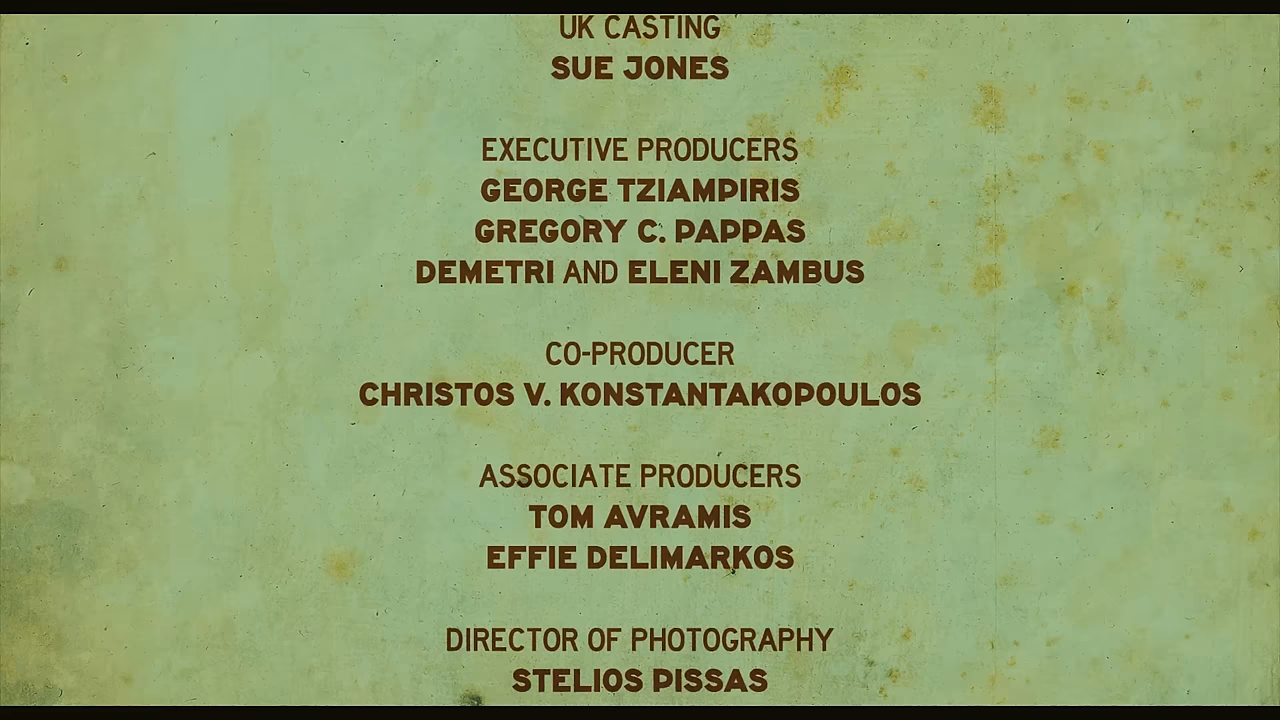 UK CASTING
SUE JONES
EXECUTIVE PRODUCERS
GEORGE TZIAMPIRIS
GREGORY C. PAPPAS
DEMETRI AND ELENI ZAMBUS
CO-PRODUCER
CHRISTOS V. KONSTANTAKOPOULOS
ASSOCIATE PRODUCERS
TOM AVRAMIS
EFFIE DELIMARKOS
DIRECTOR OF PHOTOGRAPHY
STELIOS PISSAS